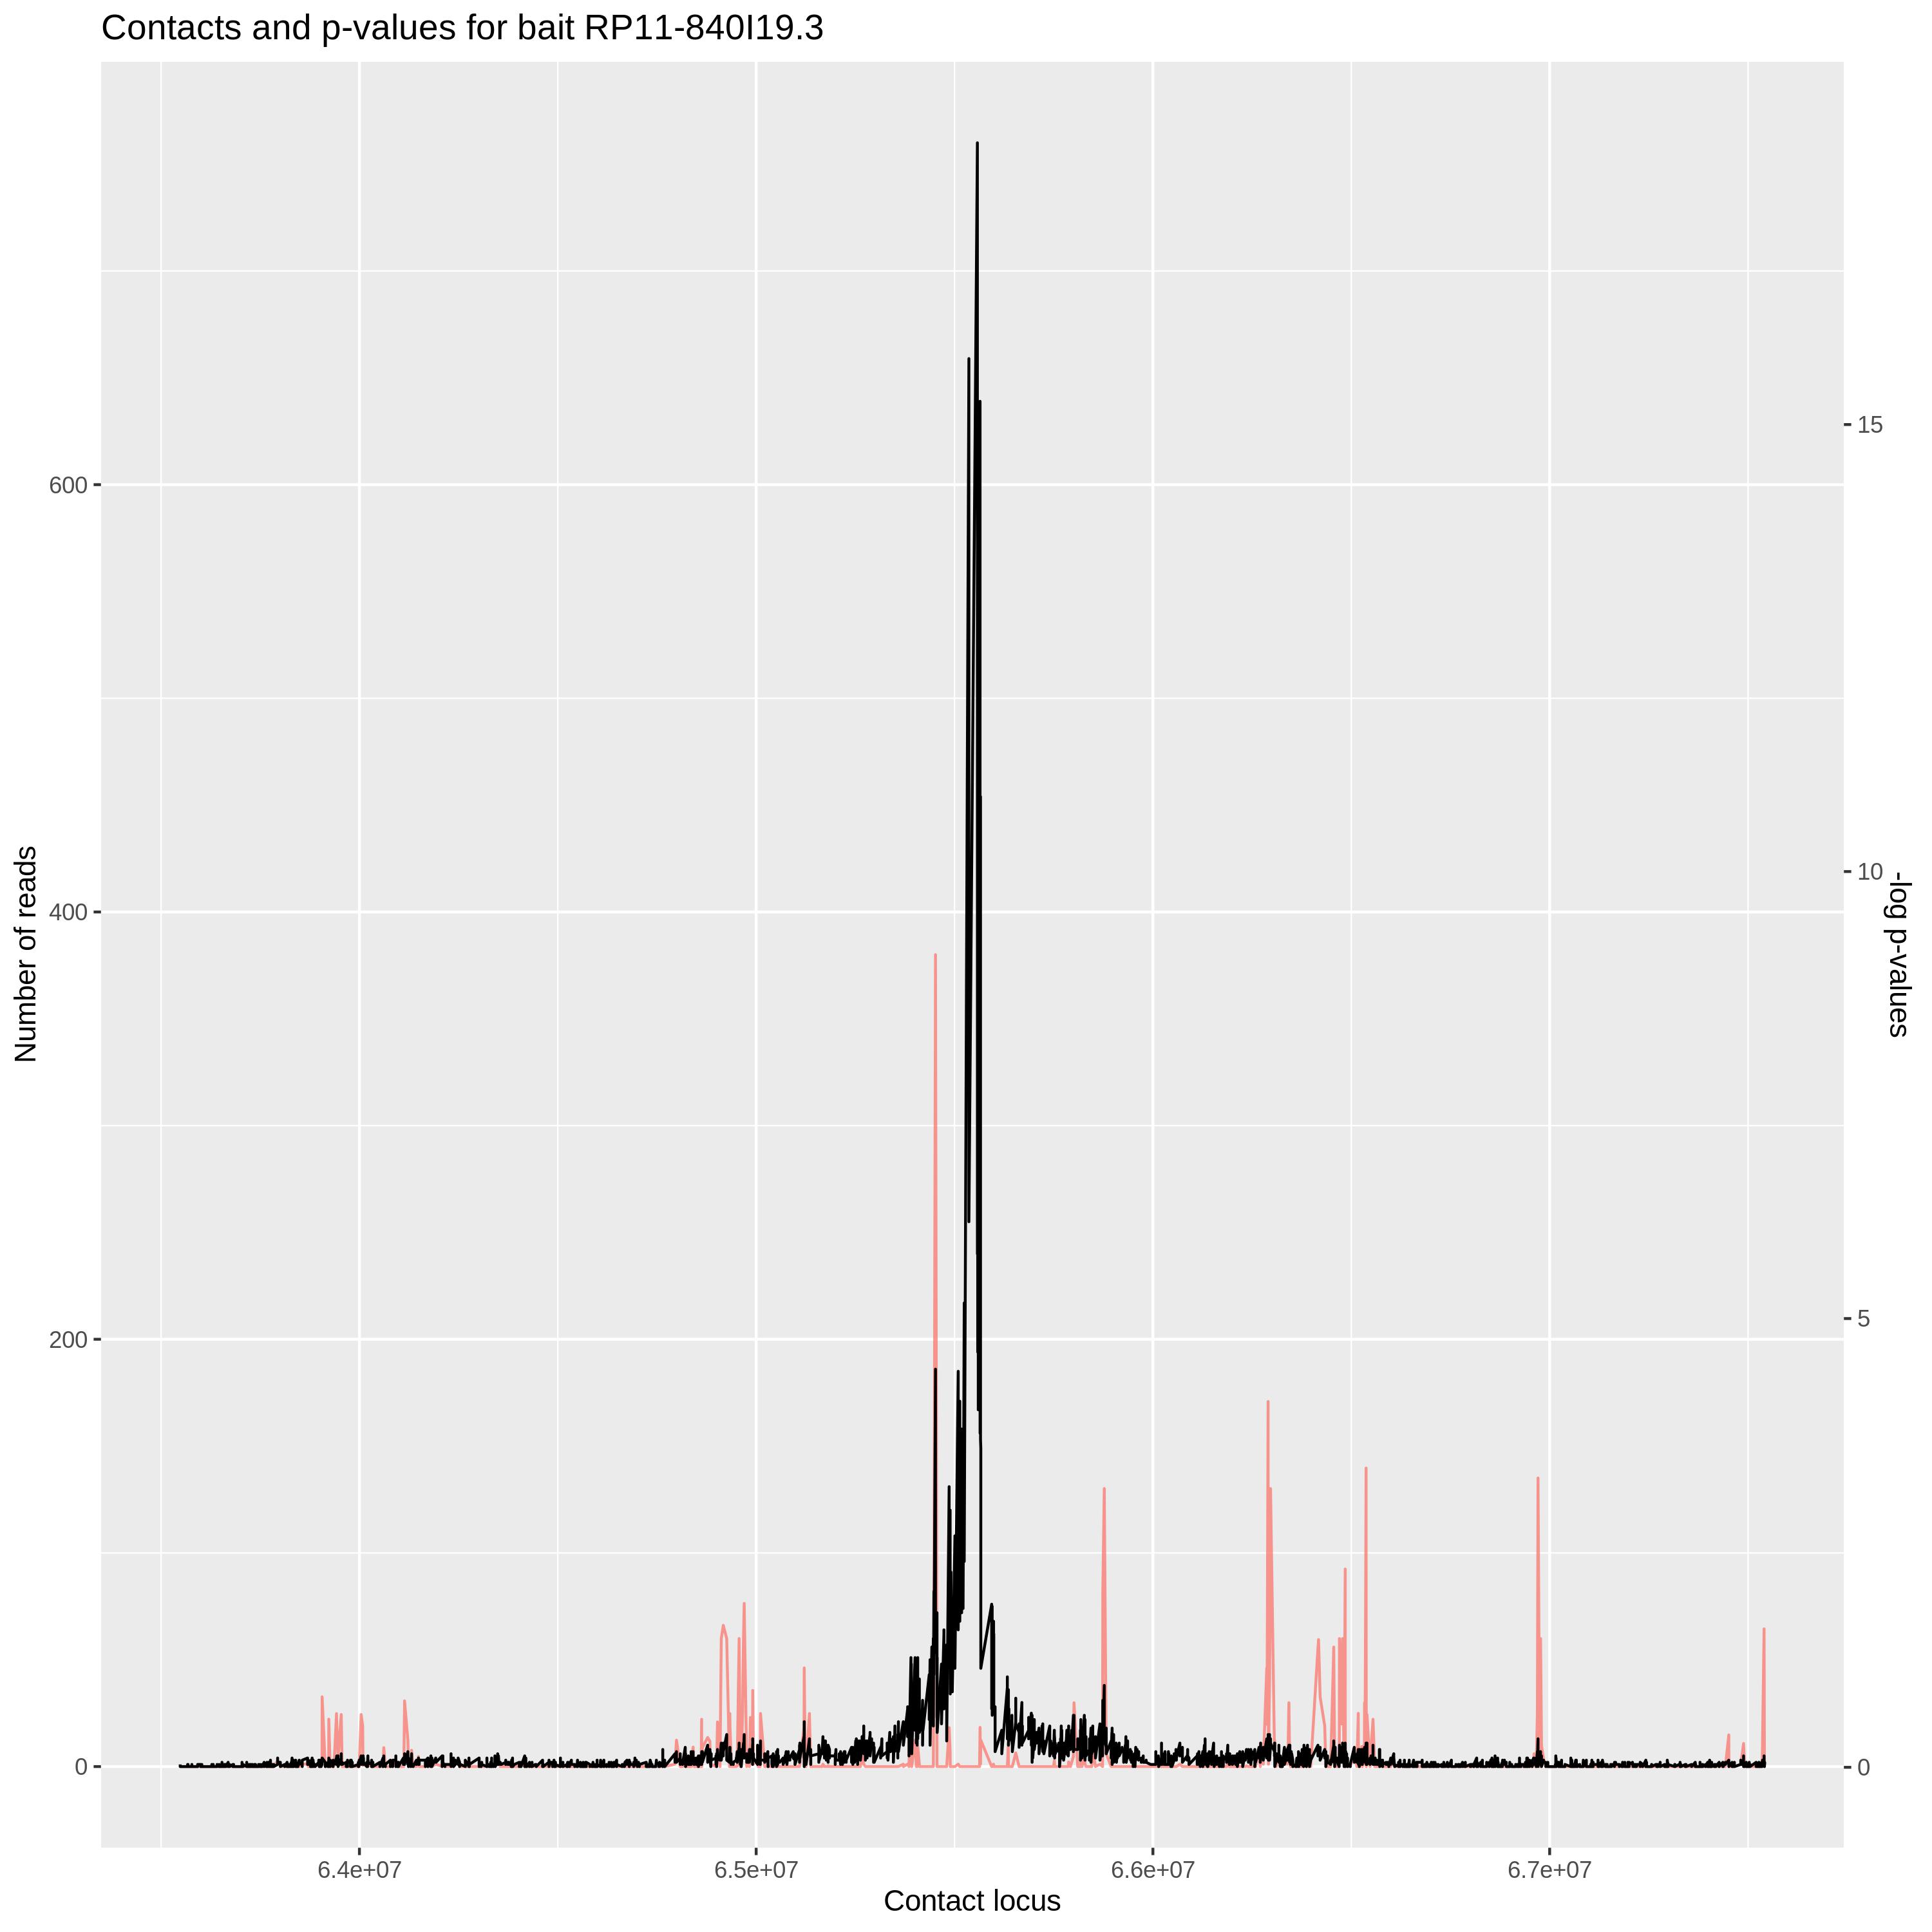 Contacts and p-values for bait RP11-840I19.3
Number of reads
600
400
200
0
15
10
5
0
-log p-values
6.4e+07
6.5e+07
6.6e+07
6.7e+07
Contact locus